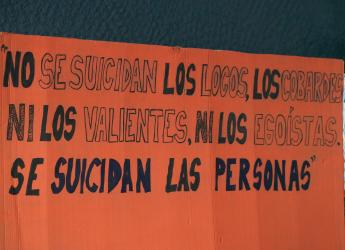 "NO SE SUICIDAN LOS LOCOS, LOS COBARDES
NI LOS VALIENTES, NI LOS EGOÍSTAS.
SE SUICIDAN LAS PERSONAS"